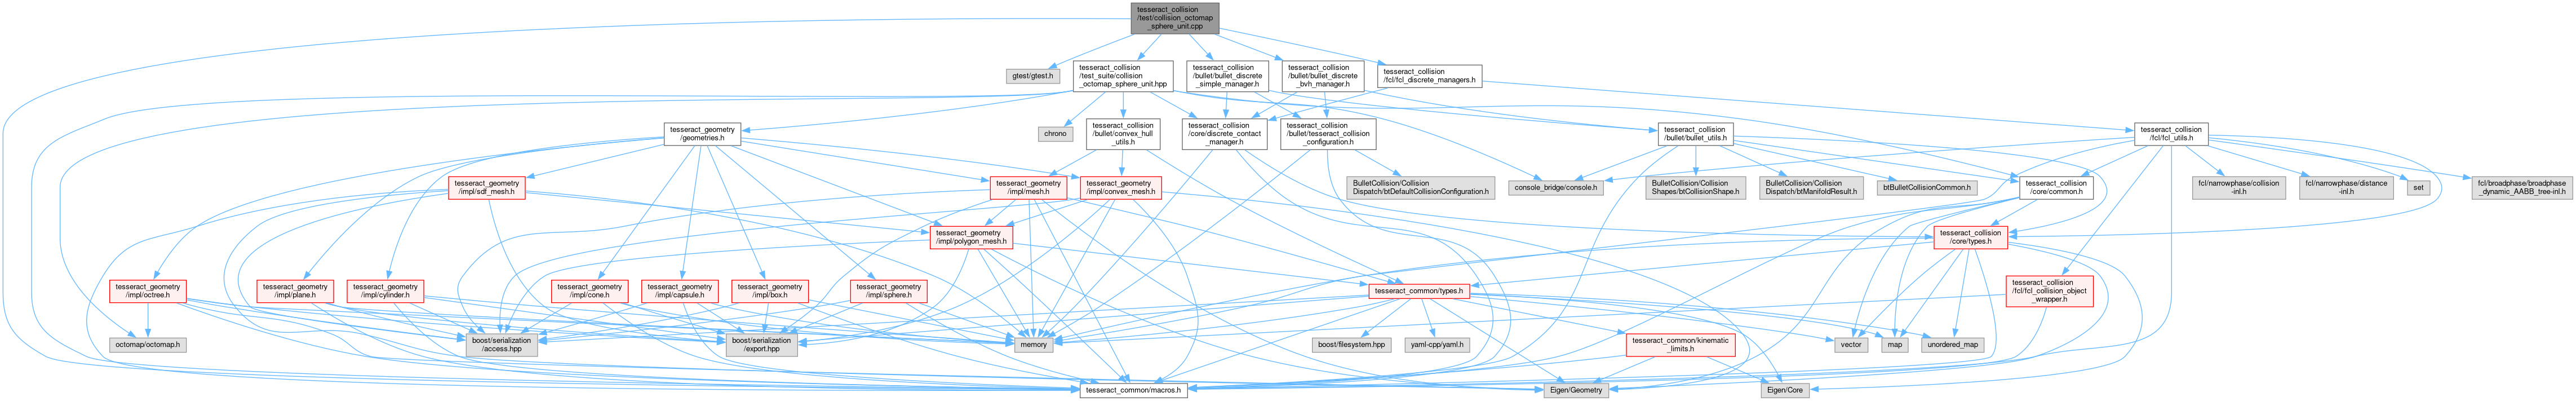 tesseract_collision
/test/collision_octomap
_sphere_unit.cpp
gtest/gtest.h
tesseract_collision
/test_suite/collision
_octomap_sphere_unit.hpp
tesseract_collision
/bullet/bullet_discrete
_simple_manager.h
tesseract_collision
/bullet/bullet_discrete
_bvh_manager.h
tesseract_collision
/fcl/fcl_discrete_managers.h
tesseract_geometry
/geometries.h
chrono
tesseract_collision
/bullet/convex_hull
_utils.h
tesseract_collision
/core/discrete_contact
_manager.h
tesseract_collision
/bullet/tesseract_collision
_configuration.h
tesseract_collision
/bullet/bullet_utils.h
tesseract_collision
/fcl/fcl_utils.h
tesseract_geometry
/impl/sdf_mesh.h
tesseract_geometry
/impl/mesh.h
tesseract_geometry
/impl/convex_mesh.h
BulletCollision/Collision
Dispatch/btDefaultCollisionConfiguration.h
console_bridge/console.h
BulletCollision/Collision
Shapes/btCollisionShape.h
BulletCollision/Collision
Dispatch/btManifoldResult.h
btBulletCollisionCommon.h
tesseract_collision
/core/common.h
fcl/narrowphase/collision
-inl.h
fcl/narrowphase/distance
-inl.h
set
fcl/broadphase/broadphase
_dynamic_AABB_tree-inl.h
tesseract_geometry
/impl/polygon_mesh.h
tesseract_collision
/core/types.h
tesseract_geometry
/impl/octree.h
tesseract_geometry
/impl/plane.h
tesseract_geometry
/impl/cylinder.h
tesseract_geometry
/impl/cone.h
tesseract_geometry
/impl/capsule.h
tesseract_geometry
/impl/box.h
tesseract_geometry
/impl/sphere.h
tesseract_common/types.h
tesseract_collision
/fcl/fcl_collision_object
_wrapper.h
octomap/octomap.h
boost/serialization
/access.hpp
boost/serialization
/export.hpp
memory
boost/filesystem.hpp
yaml-cpp/yaml.h
tesseract_common/kinematic
_limits.h
vector
map
unordered_map
tesseract_common/macros.h
Eigen/Geometry
Eigen/Core